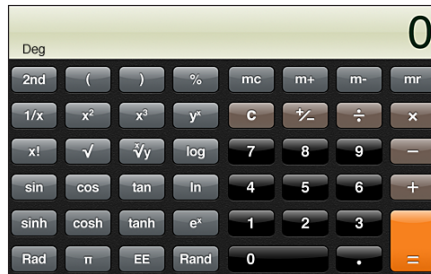 0
Deg
2nd ( ) % mc m+ m- mr
1/x x² x³ yˣ C +/− ÷ ×
x! √ ˣ√y log 7 8 9 −
sin cos tan ln 4 5 6 +
sinh cosh tanh eˣ 1 2 3
Rad π EE Rand 0 . =